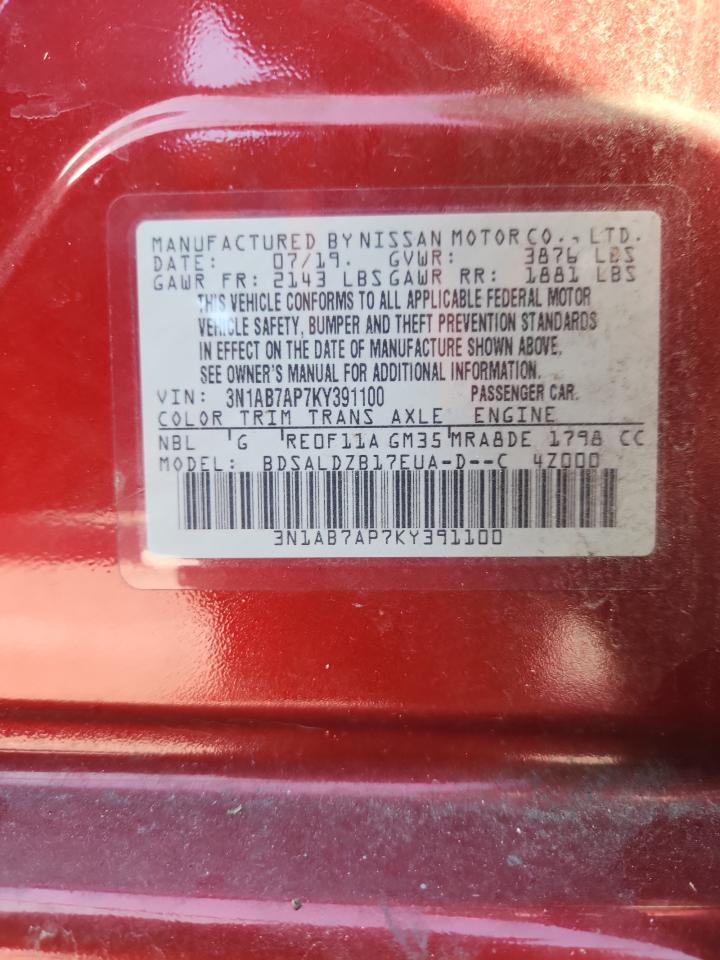 MANUFACTURED BY NISSAN MOTOR CO., LTD.
DATE: 07/19. GVWR: 3876 LBS
GAWR FR: 2143 LBS GAWR RR: 1881 LBS
THIS VEHICLE CONFORMS TO ALL APPLICABLE FEDERAL MOTOR
VEHICLE SAFETY, BUMPER AND THEFT PREVENTION STANDARDS
IN EFFECT ON THE DATE OF MANUFACTURE SHOWN ABOVE.
SEE OWNER'S MANUAL FOR ADDITIONAL INFORMATION.
VIN: 3N1AB7AP7KY391100 PASSENGER CAR.
COLOR TRIM TRANS AXLE ENGINE
NBL G RE0F11A GM35 MRA8DE 1798 CC
MODEL: BDSALDZB17EUA-D--C 4Z000
3N1AB7AP7KY391100